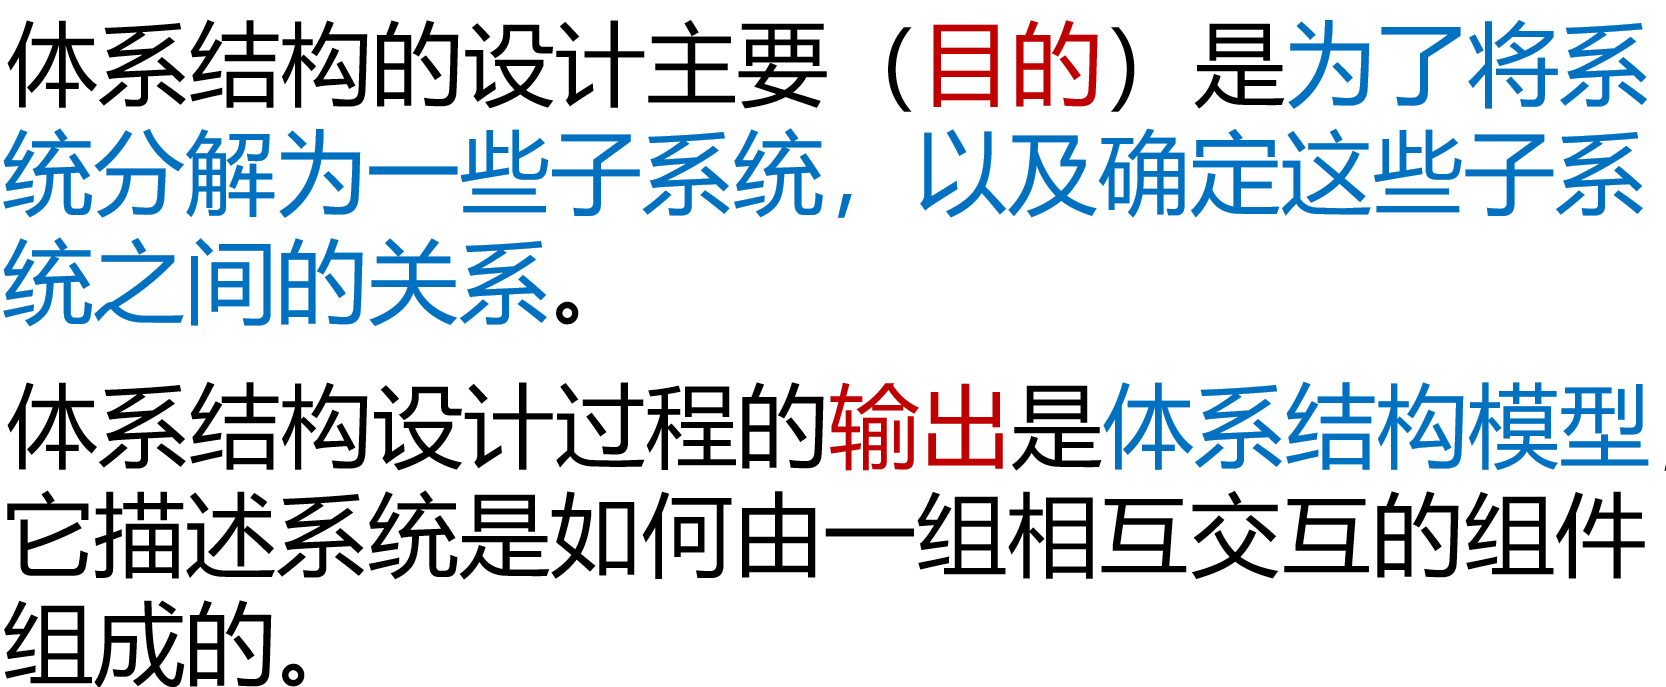 体系结构的设计主要（目的）是为了将系
统分解为一些子系统，以及确定这些子系
统之间的关系。
体系结构设计过程的输出是体系结构模型，
它描述系统是如何由一组相互交互的组件
组成的。